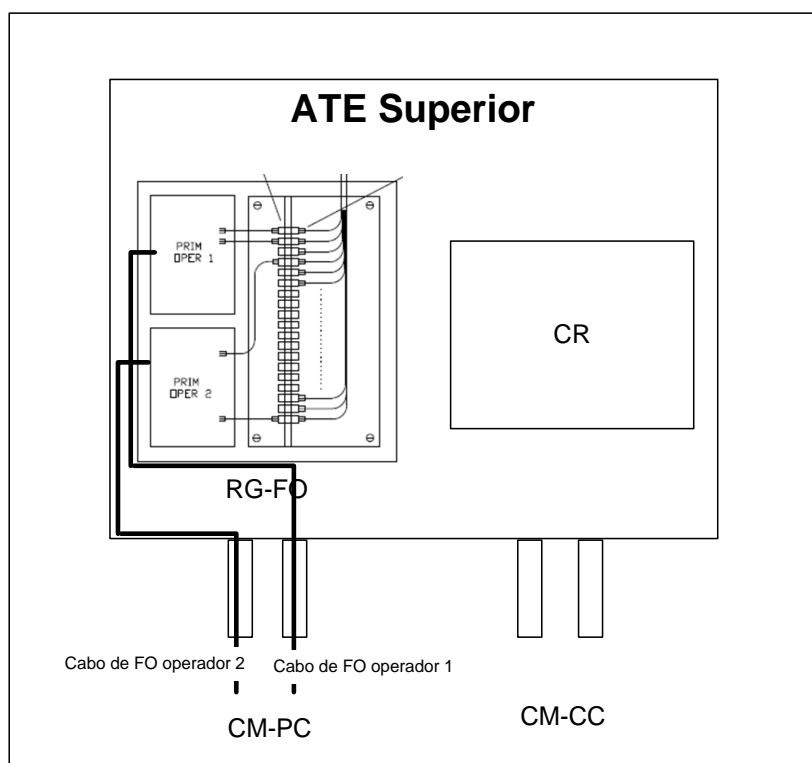 ATE Superior
PRIM
OPER 1
PRIM
OPER 2
CR
RG-FO
Cabo de FO operador 2
Cabo de FO operador 1
CM-PC
CM-CC